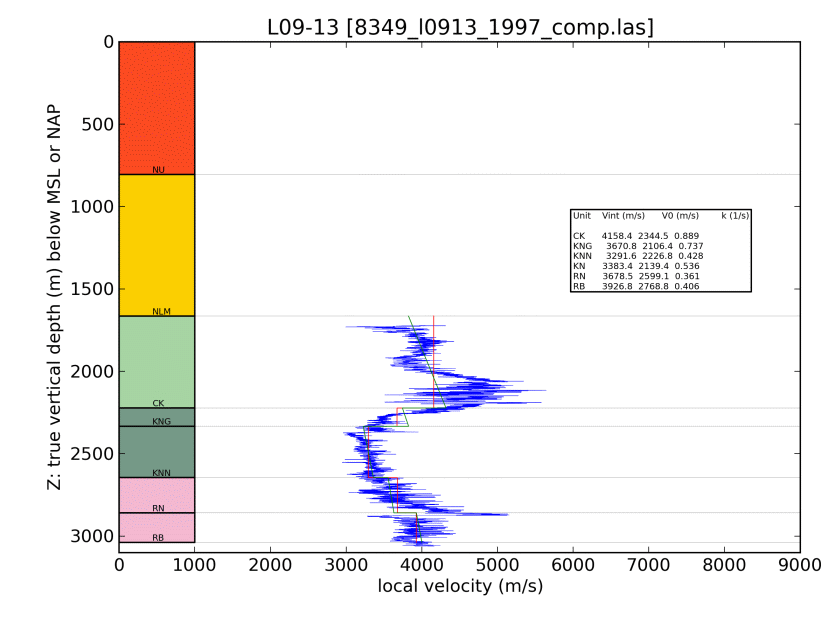 L09-13 [8349_l0913_1997_comp.las]
Z: true vertical depth (m) below MSL or NAP
0
500
1000
1500
2000
2500
3000
NU
NLM
CK
KNG
KNN
RN
RB
Unit Vint (m/s) V0 (m/s) k (1/s)
CK 4158.4 2344.5 0.889
KNG 3670.8 2106.4 0.737
KNN 3291.6 2226.8 0.428
KN 3383.4 2139.4 0.536
RN 3678.5 2599.1 0.361
RB 3926.8 2768.8 0.406
0 1000 2000 3000 4000 5000 6000 7000 8000 9000
local velocity (m/s)